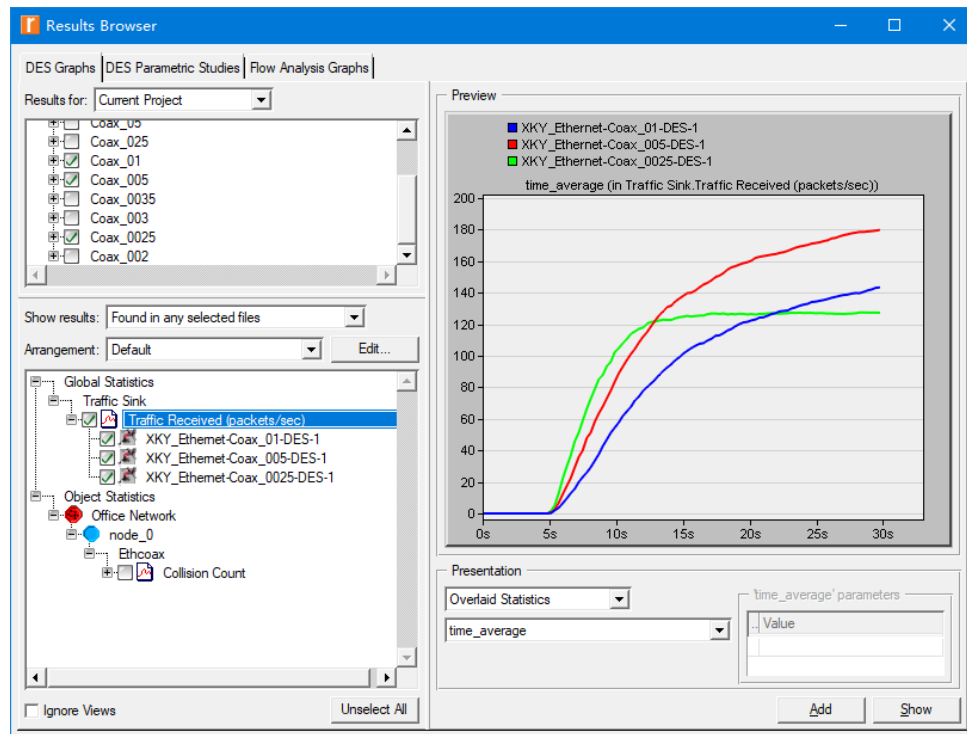 Results Browser
DES Graphs DES Parametric Studies Flow Analysis Graphs
Results for: Current Project
Coax_05
Coax_025
Coax_01
Coax_005
Coax_0035
Coax_003
Coax_0025
Coax_002
Show results: Found in any selected files
Arrangement: Default Edit...
Global Statistics
Traffic Sink
Traffic Received (packets/sec)
XKY_Ethernet-Coax_01-DES-1
XKY_Ethernet-Coax_005-DES-1
XKY_Ethernet-Coax_0025-DES-1
Object Statistics
Office Network
node_0
Ethcoax
Collision Count
Ignore Views Unselect All
Preview
XKY_Ethernet-Coax_01-DES-1
XKY_Ethernet-Coax_005-DES-1
XKY_Ethernet-Coax_0025-DES-1
time_average (in Traffic Sink.Traffic Received (packets/sec))
200
180
160
140
120
100
80
60
40
20
0
0s 5s 10s 15s 20s 25s 30s
Presentation
Overlaid Statistics
time_average
'time_average' parameters
.. Value
Add Show